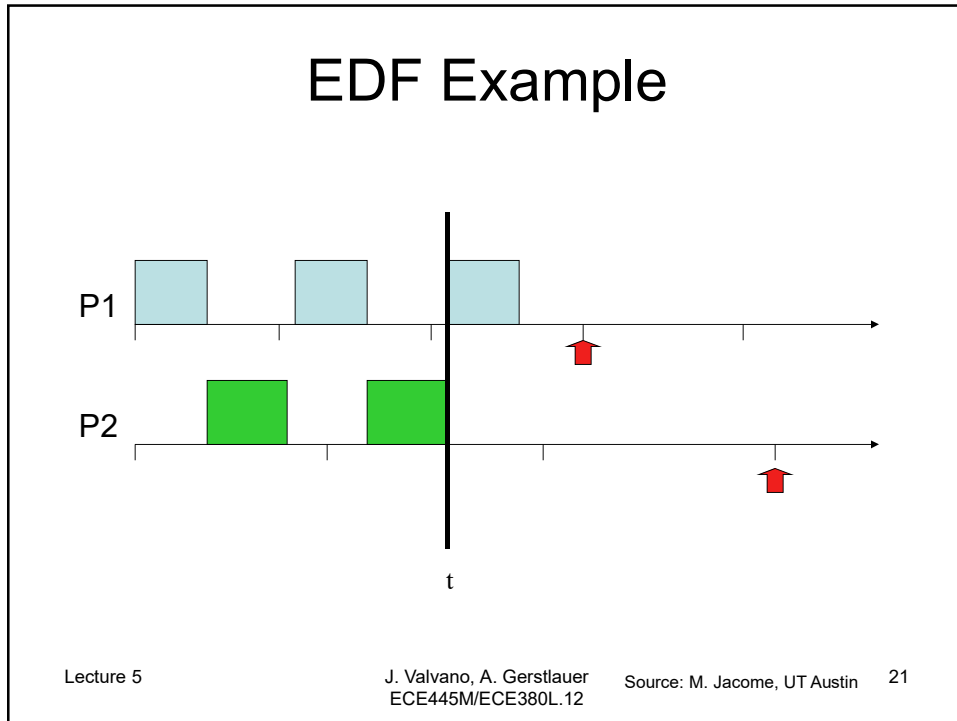 EDF Example
P1
P2
t
Lecture 5
J. Valvano, A. Gerstlauer
ECE445M/ECE380L.12
Source: M. Jacome, UT Austin
21